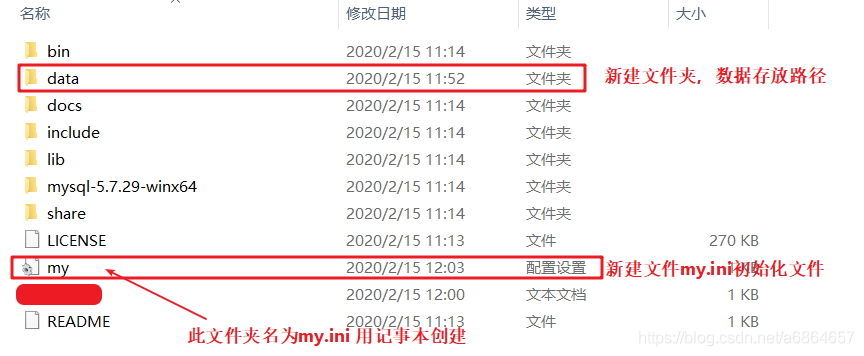 名称 修改日期 类型 大小
bin 2020/2/15 11:14 文件夹
data 2020/2/15 11:52 文件夹 新建文件夹，数据存放路径
docs 2020/2/15 11:14 文件夹
include 2020/2/15 11:14 文件夹
lib 2020/2/15 11:14 文件夹
mysql-5.7.29-winx64 2020/2/15 11:14 文件夹
share 2020/2/15 11:14 文件夹
LICENSE 2020/2/15 11:13 文件 270 KB
my 2020/2/15 12:03 配置设置 新建文件my.ini初始化文件
2020/2/15 12:00 文本文档 1 KB
README 2020/2/15 11:13 文件 1 KB
此文件夹名为my.ini 用记事本创建
https://blog.csdn.net/a6864657